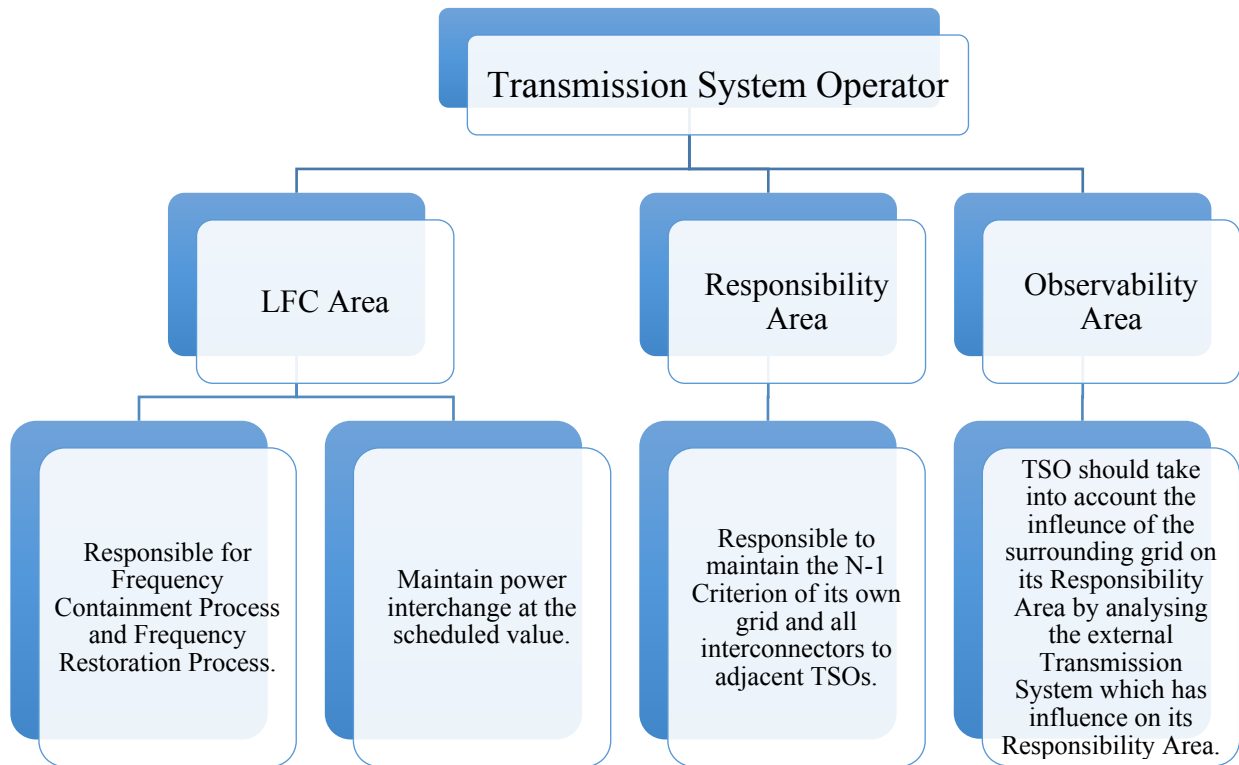 Transmission System Operator
LFC Area
Responsibility
Area
Observability
Area
Responsible for
Frequency
Containment Process
and Frequency
Restoration Process.
Maintain power
interchange at the
scheduled value.
Responsible to
maintain the N-1
Criterion of its own
grid and all
interconnectors to
adjacent TSOs.
TSO should take
into account the
infleunce of the
surrounding grid on
its Responsibility
Area by analysing
the external
Transmission
System which has
influence on its
Responsibility Area.